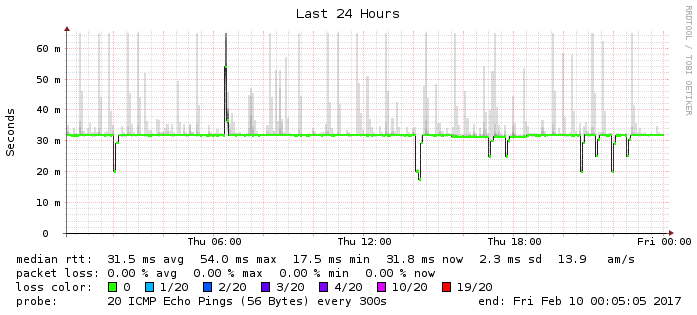 Last 24 Hours
RRDTOOL / TOBI OETIKER
Seconds
60 m
50 m
40 m
30 m
20 m
10 m
0
Thu 06:00 Thu 12:00 Thu 18:00 Fri 00:00
median rtt: 31.5 ms avg 54.0 ms max 17.5 ms min 31.8 ms now 2.3 ms sd 13.9 am/s
packet loss: 0.00 % avg 0.00 % max 0.00 % min 0.00 % now
loss color: 0 1/20 2/20 3/20 4/20 10/20 19/20
probe: 20 ICMP Echo Pings (56 Bytes) every 300s end: Fri Feb 10 00:05:05 2017